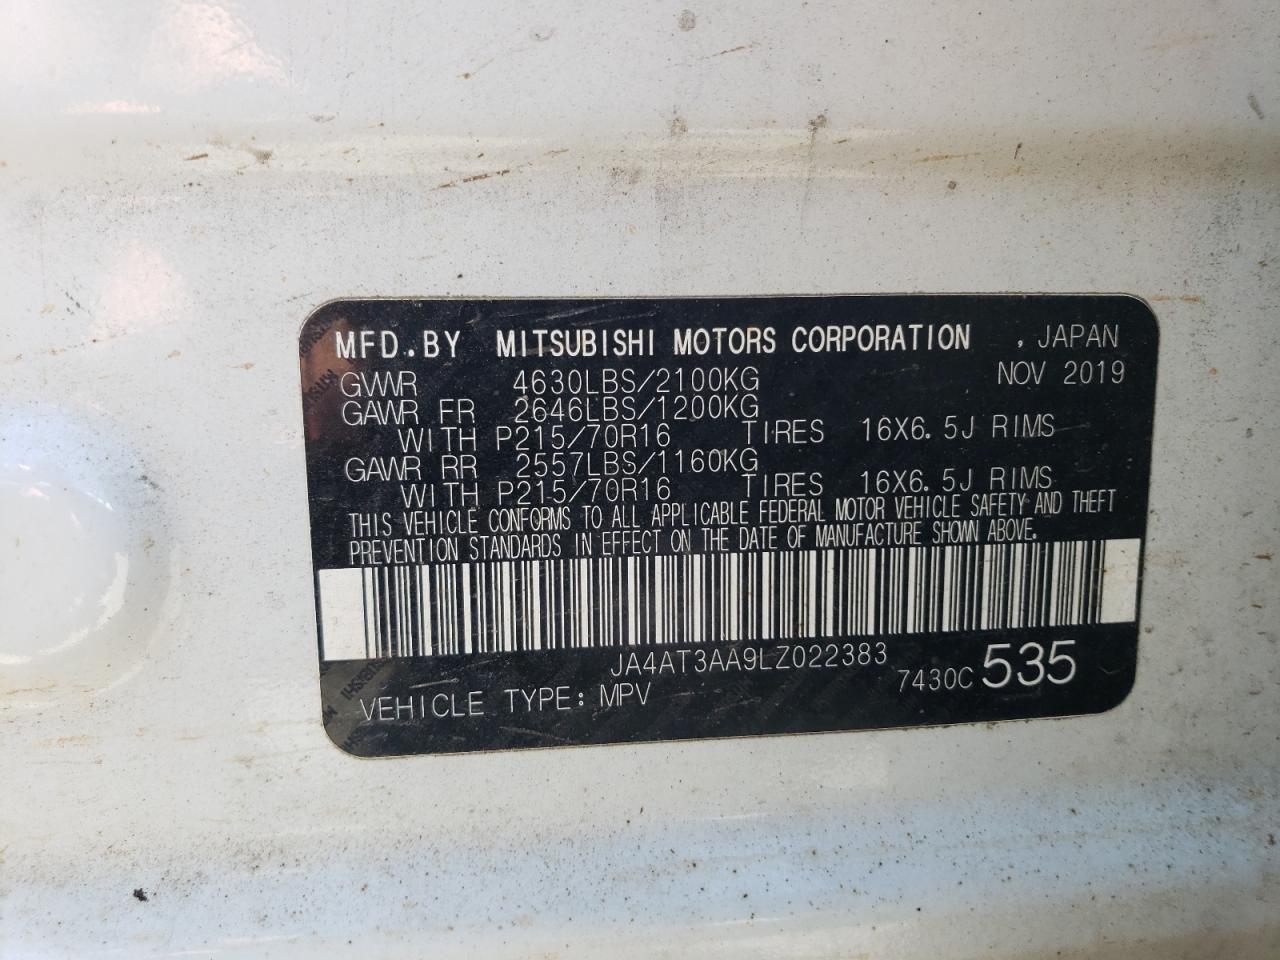 MFD.BY MITSUBISHI MOTORS CORPORATION , JAPAN
GVWR 4630LBS/2100KG NOV 2019
GAWR FR 2646LBS/1200KG
WITH P215/70R16 TIRES 16X6.5J RIMS
GAWR RR 2557LBS/1160KG
WITH P215/70R16 TIRES 16X6.5J RIMS
THIS VEHICLE CONFORMS TO ALL APPLICABLE FEDERAL MOTOR VEHICLE SAFETY AND THEFT
PREVENTION STANDARDS IN EFFECT ON THE DATE OF MANUFACTURE SHOWN ABOVE.
JA4AT3AA9LZ022383
7430C 535
VEHICLE TYPE: MPV